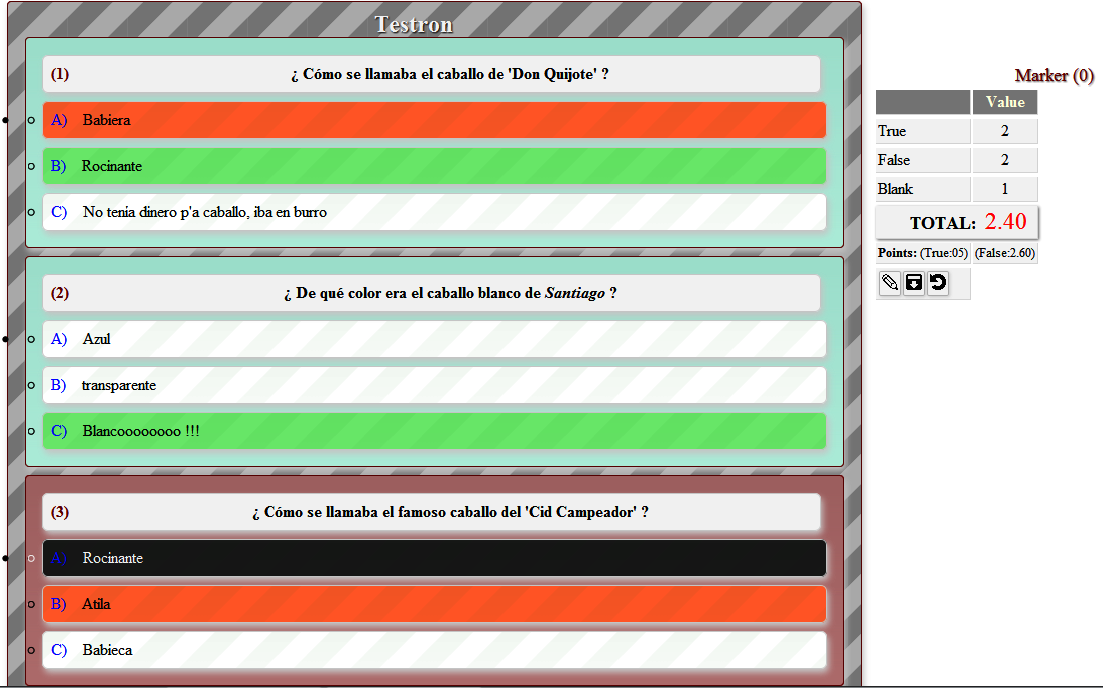 Testron
(1) ¿ Cómo se llamaba el caballo de 'Don Quijote' ?
A) Babiera
B) Rocinante
C) No tenía dinero p'a caballo, iba en burro
(2) ¿ De qué color era el caballo blanco de Santiago ?
A) Azul
B) transparente
C) Blancoooooooo !!!
(3) ¿ Cómo se llamaba el famoso caballo del 'Cid Campeador' ?
A) Rocinante
B) Atila
C) Babieca
Marker (0)
Value
True 2
False 2
Blank 1
TOTAL: 2.40
Points: (True:05) (False:2.60)